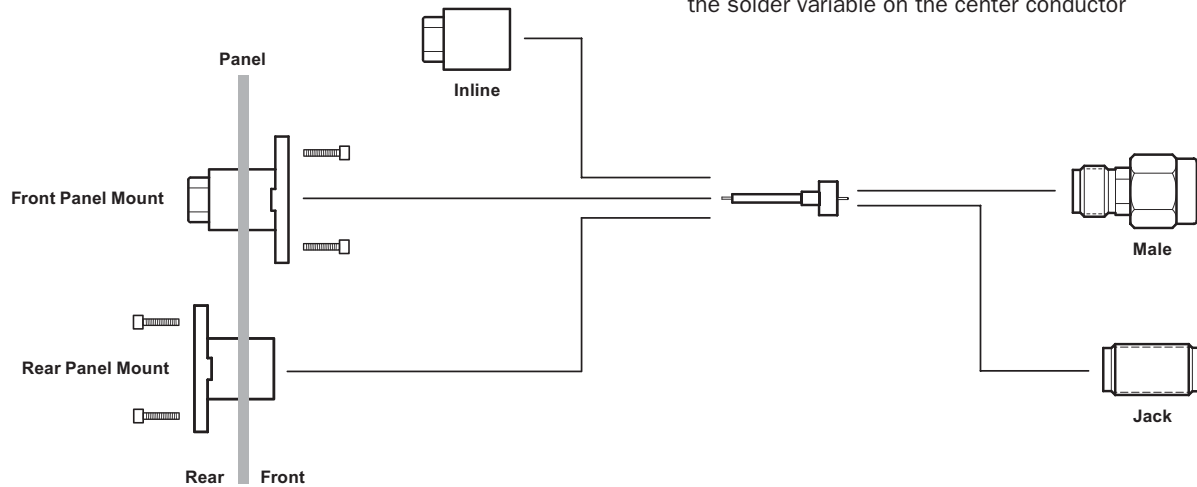 the solder variable on the center conductor
Panel
Inline
Front Panel Mount
Male
Rear Panel Mount
Jack
Rear Front